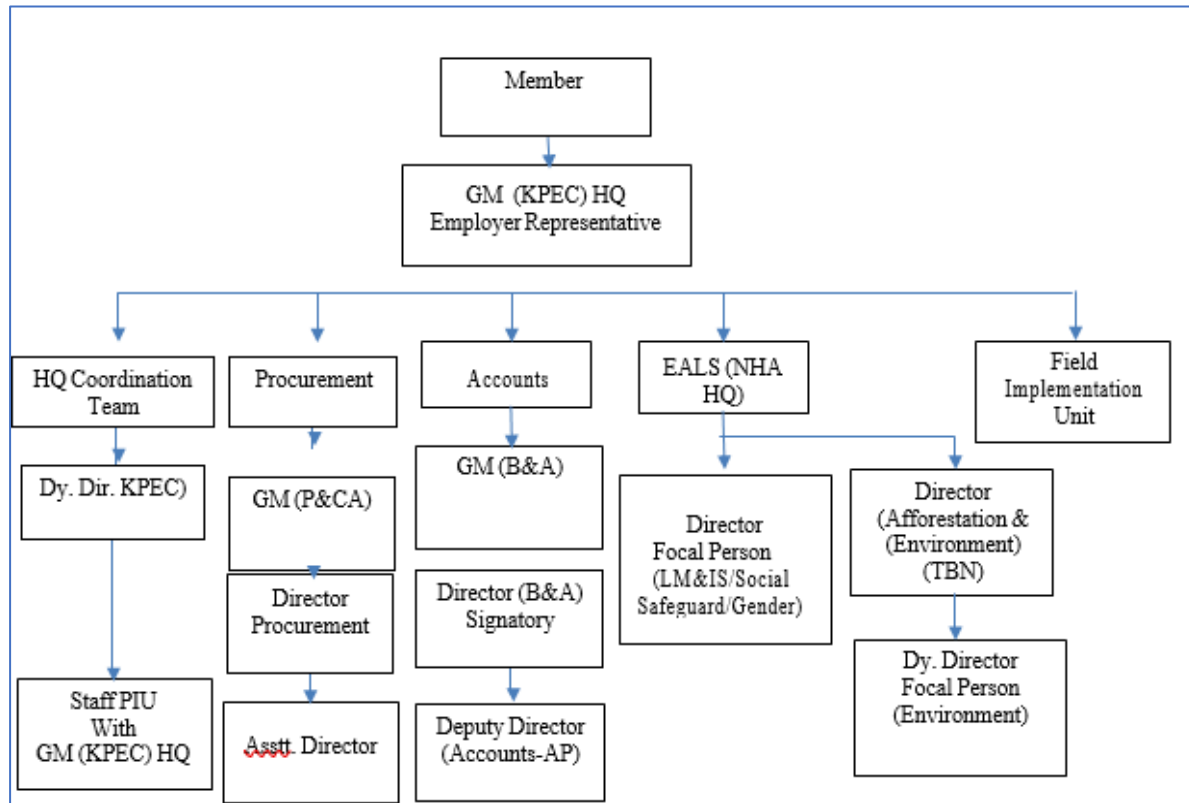 Member
GM (KPEC) HQ
Employer Representative
HQ Coordination
Team
Procurement
Accounts
EALS (NHA
HQ)
Field
Implementation
Unit
Dy. Dir. KPEC)
GM (P&CA)
GM (B&A)
Director
Focal Person
(LM&IS/Social
Safeguard/Gender)
Director
(Afforestation &
(Environment)
(TBN)
Director
Procurement
Director (B&A)
Signatory
Dy. Director
Focal Person
(Environment)
Staff PIU
With
GM (KPEC) HQ
Asstt. Director
Deputy Director
(Accounts-AP)